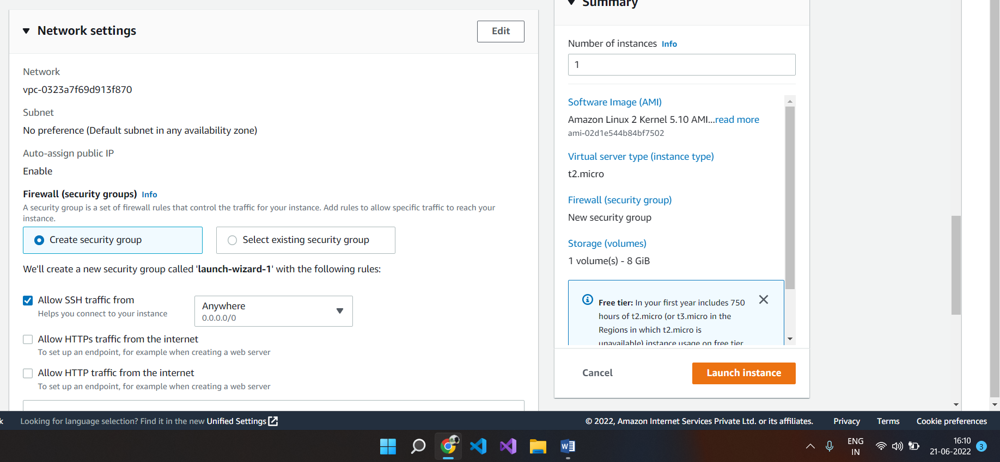 Network settings
Edit
Network
vpc-0323a7f69d913f870
Subnet
No preference (Default subnet in any availability zone)
Auto-assign public IP
Enable
Firewall (security groups) Info
A security group is a set of firewall rules that control the traffic for your instance. Add rules to allow specific traffic to reach your
instance.
Create security group
Select existing security group
We'll create a new security group called 'launch-wizard-1' with the following rules:
Allow SSH traffic from
Helps you connect to your instance
Anywhere
0.0.0.0/0
Allow HTTPs traffic from the internet
To set up an endpoint, for example when creating a web server
Allow HTTP traffic from the internet
To set up an endpoint, for example when creating a web server
Summary
Number of instances Info
1
Software Image (AMI)
Amazon Linux 2 Kernel 5.10 AMI...read more
ami-02d1e544b84bf7502
Virtual server type (instance type)
t2.micro
Firewall (security group)
New security group
Storage (volumes)
1 volume(s) - 8 GiB
Free tier: In your first year includes 750
hours of t2.micro (or t3.micro in the
Regions in which t2.micro is
unavailable) instance usage on free tier
Cancel
Launch instance
k
Looking for language selection? Find it in the new Unified Settings
© 2022, Amazon Internet Services Private Ltd. or its affiliates.
Privacy
Terms
Cookie preferences
W
ENG
IN
16:10
21-06-2022
3